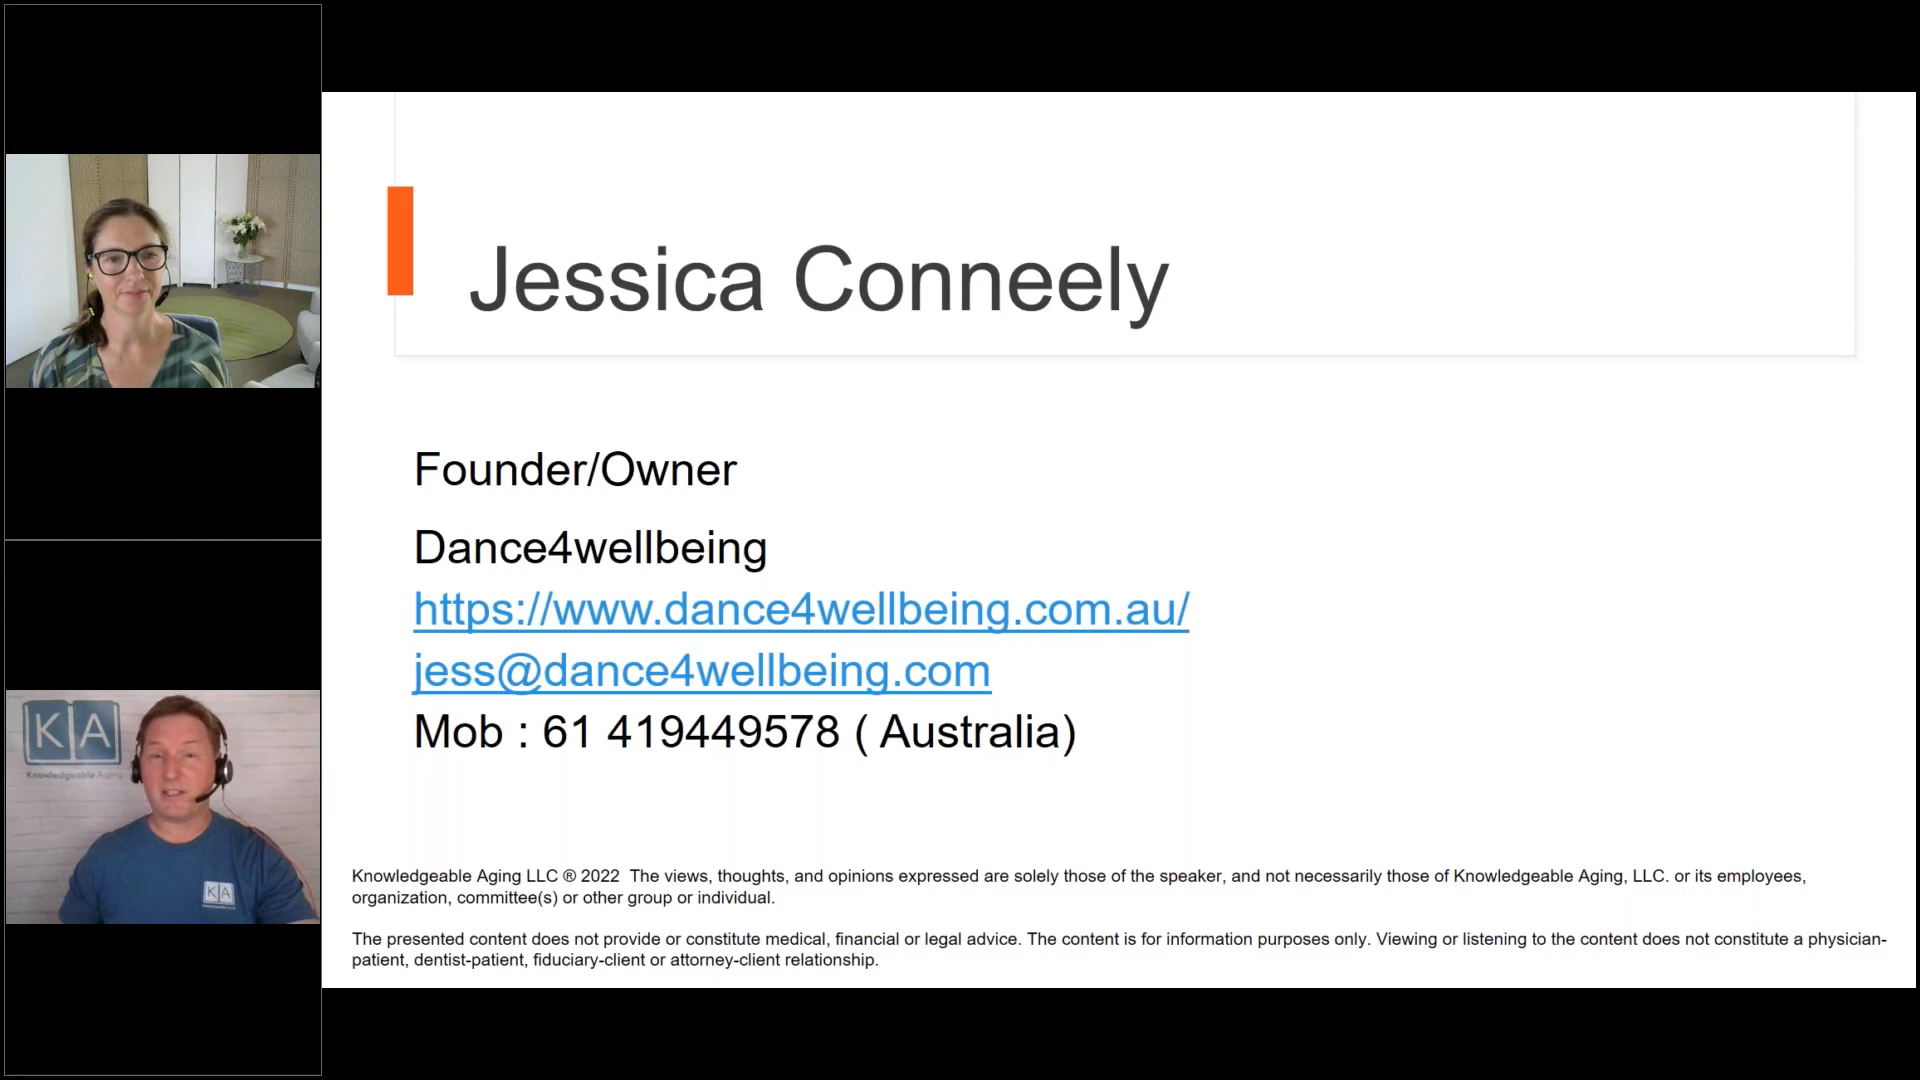 Jessica Conneely
Founder/Owner
Dance4wellbeing
https://www.dance4wellbeing.com.au/
jess@dance4wellbeing.com
Mob : 61 419449578 ( Australia)
Knowledgeable Aging LLC ® 2022  The views, thoughts, and opinions expressed are solely those of the speaker, and not necessarily those of Knowledgeable Aging, LLC. or its employees,
organization, committee(s) or other group or individual.
The presented content does not provide or constitute medical, financial or legal advice. The content is for information purposes only. Viewing or listening to the content does not constitute a physician-
patient, dentist-patient, fiduciary-client or attorney-client relationship.
KA
Knowledgeable Aging
KA